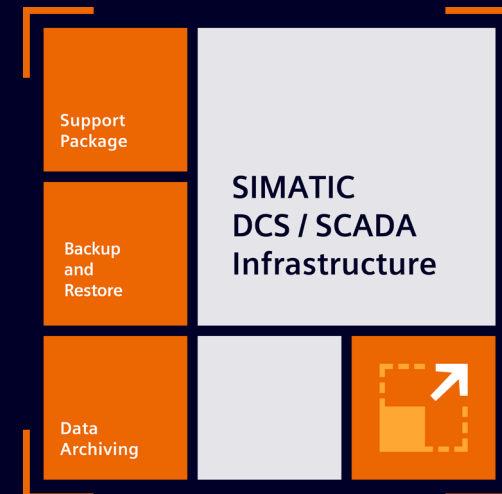 Support
Package
SIMATIC
DCS / SCADA
Infrastructure
Backup
and
Restore
Data
Archiving